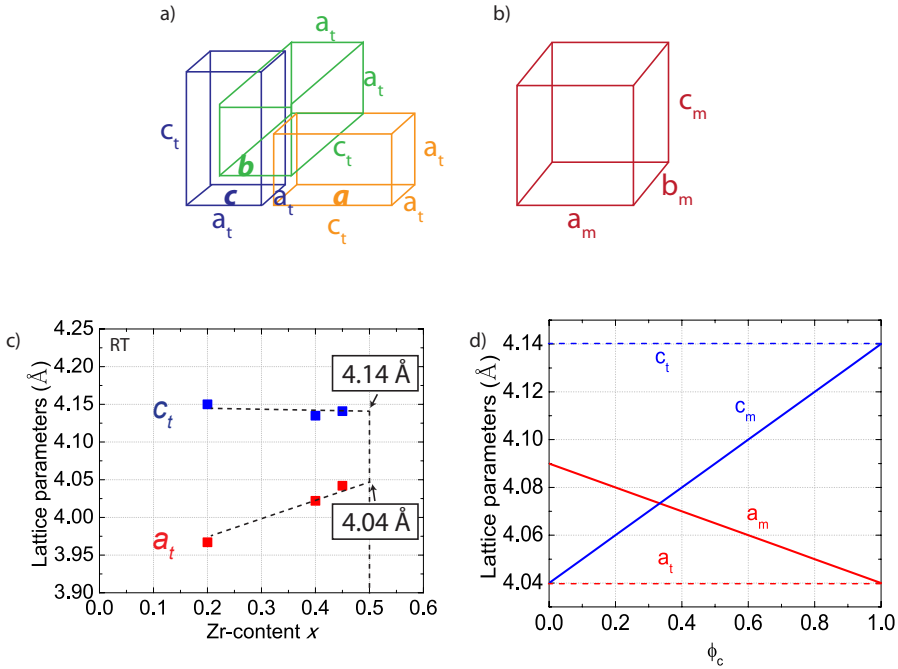 a)
a_t
a_t
c_t
c_t
b
c
a_t
a_t
a
a_t
c_t
a_t
b)
c_m
b_m
a_m
c)
RT
4.25
4.20
4.15
4.10
4.05
4.00
3.95
3.90
Lattice parameters (Å)
c_t
a_t
4.14 Å
4.04 Å
0.0 0.1 0.2 0.3 0.4 0.5 0.6
Zr-content x
d)
4.14
4.12
4.10
4.08
4.06
4.04
Lattice parameters (Å)
c_t
c_m
a_m
a_t
0.0 0.2 0.4 0.6 0.8 1.0
ϕ_c